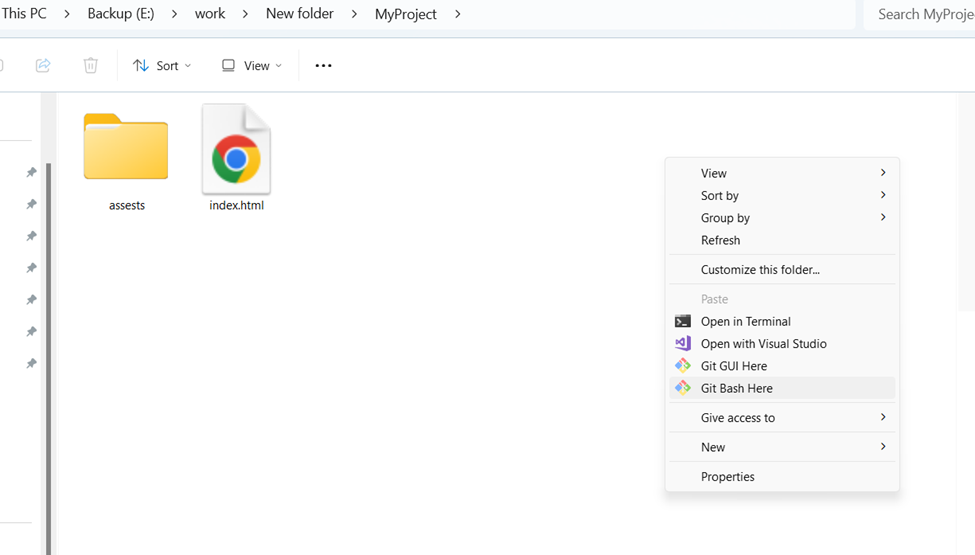 This PC > Backup (E:) > work > New folder > MyProject >
Search MyProje
Sort
View
assests
index.html
View
Sort by
Group by
Refresh
Customize this folder...
Paste
Open in Terminal
Open with Visual Studio
Git GUI Here
Git Bash Here
Give access to
New
Properties